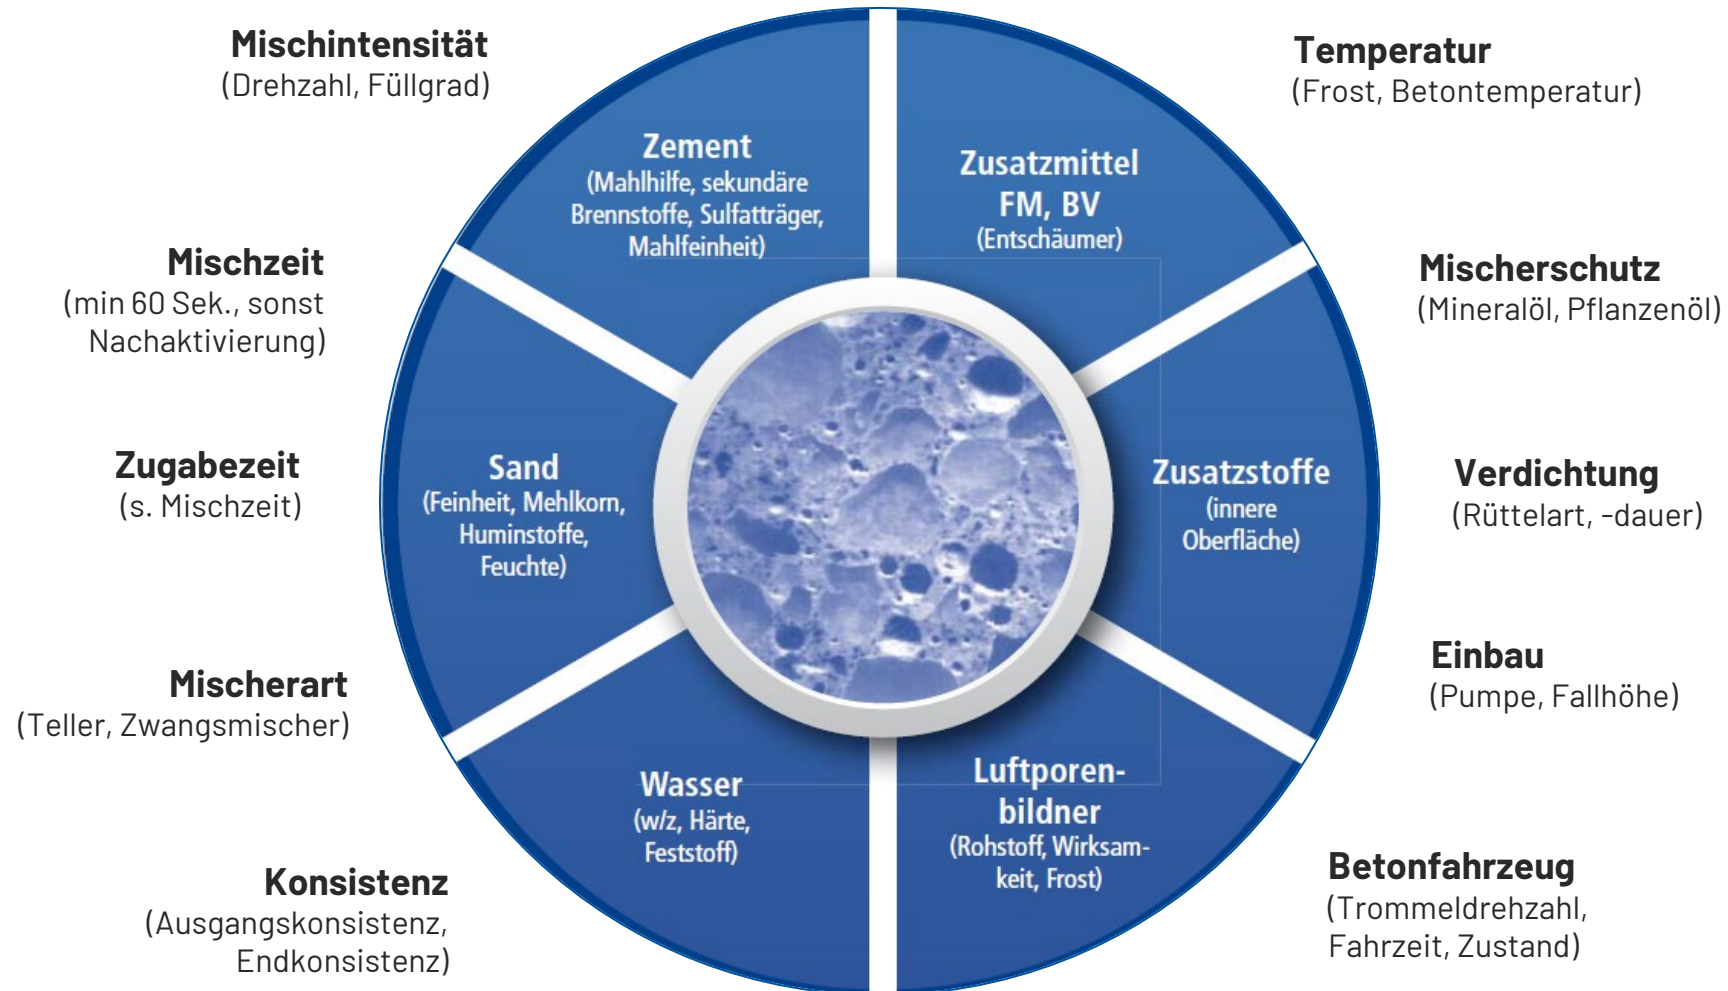 Mischintensität
(Drehzahl, Füllgrad)
Mischzeit
(min 60 Sek., sonst
Nachaktivierung)
Zugabezeit
(s. Mischzeit)
Mischerart
(Teller, Zwangsmischer)
Konsistenz
(Ausgangskonsistenz,
Endkonsistenz)
Zement
(Mahlhilfe, sekundäre
Brennstoffe, Sulfatträger,
Mahlfeinheit)
Zusatzmittel
FM, BV
(Entschäumer)
Sand
(Feinheit, Mehlkorn,
Huminstoffe,
Feuchte)
Zusatzstoffe
(innere
Oberfläche)
Wasser
(w/z, Härte,
Feststoff)
Luftporen-
bildner
(Rohstoff, Wirksam-
keit, Frost)
Temperatur
(Frost, Betontemperatur)
Mischerschutz
(Mineralöl, Pflanzenöl)
Verdichtung
(Rüttelart, -dauer)
Einbau
(Pumpe, Fallhöhe)
Betonfahrzeug
(Trommeldrehzahl,
Fahrzeit, Zustand)